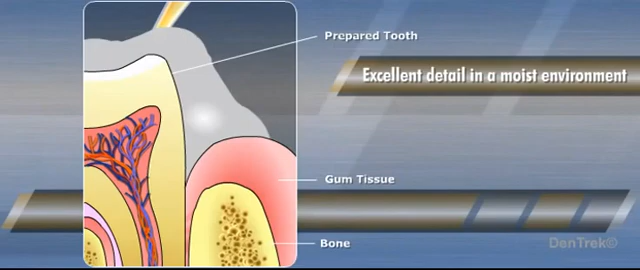 Prepared Tooth
Excellent detail in a moist environment
Gum Tissue
Bone
DenTrek©